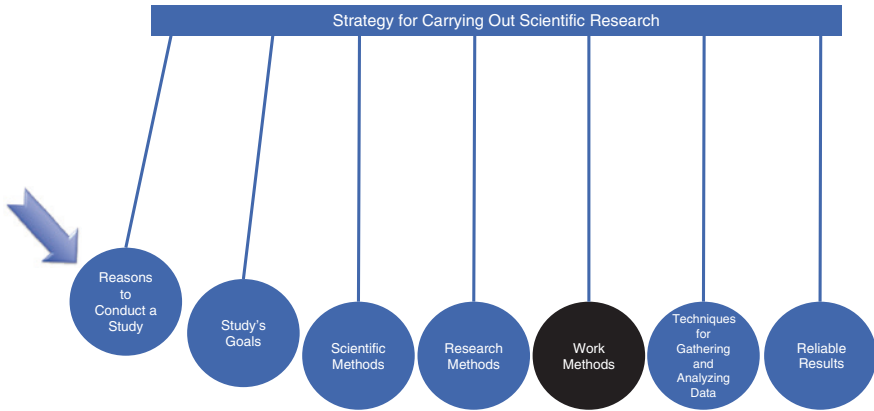 Strategy for Carrying Out Scientific Research
Reasons
to
Conduct a
Study
Study's
Goals
Scientific
Methods
Research
Methods
Work
Methods
Techniques
for
Gathering
and
Analyzing
Data
Reliable
Results